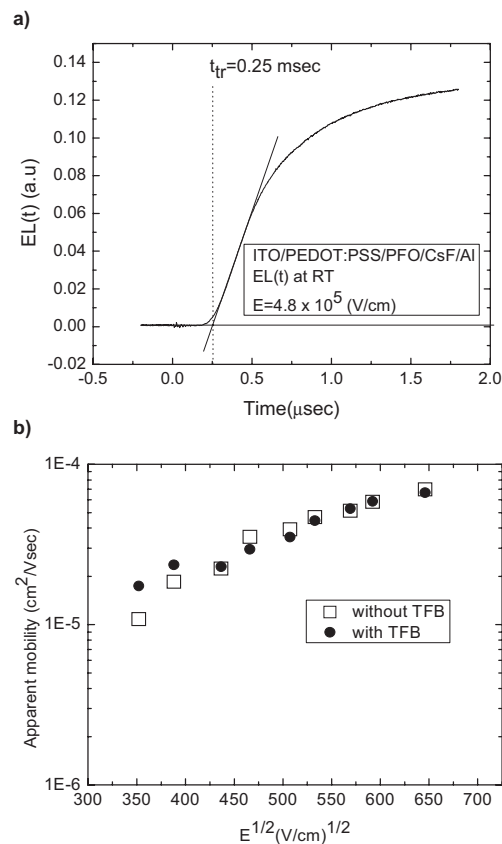 a)
t_tr=0.25 msec
0.14
0.12
0.10
0.08
0.06
0.04
0.02
0.00
-0.02
EL(t) (a.u)
ITO/PEDOT:PSS/PFO/CsF/Al
EL(t) at RT
E=4.8 x 10^5 (V/cm)
-0.5 0.0 0.5 1.0 1.5 2.0
Time(μsec)
b)
1E-4
1E-5
1E-6
Apparent mobility (cm^2/Vsec)
without TFB
with TFB
300 350 400 450 500 550 600 650 700
E^1/2(V/cm)^1/2